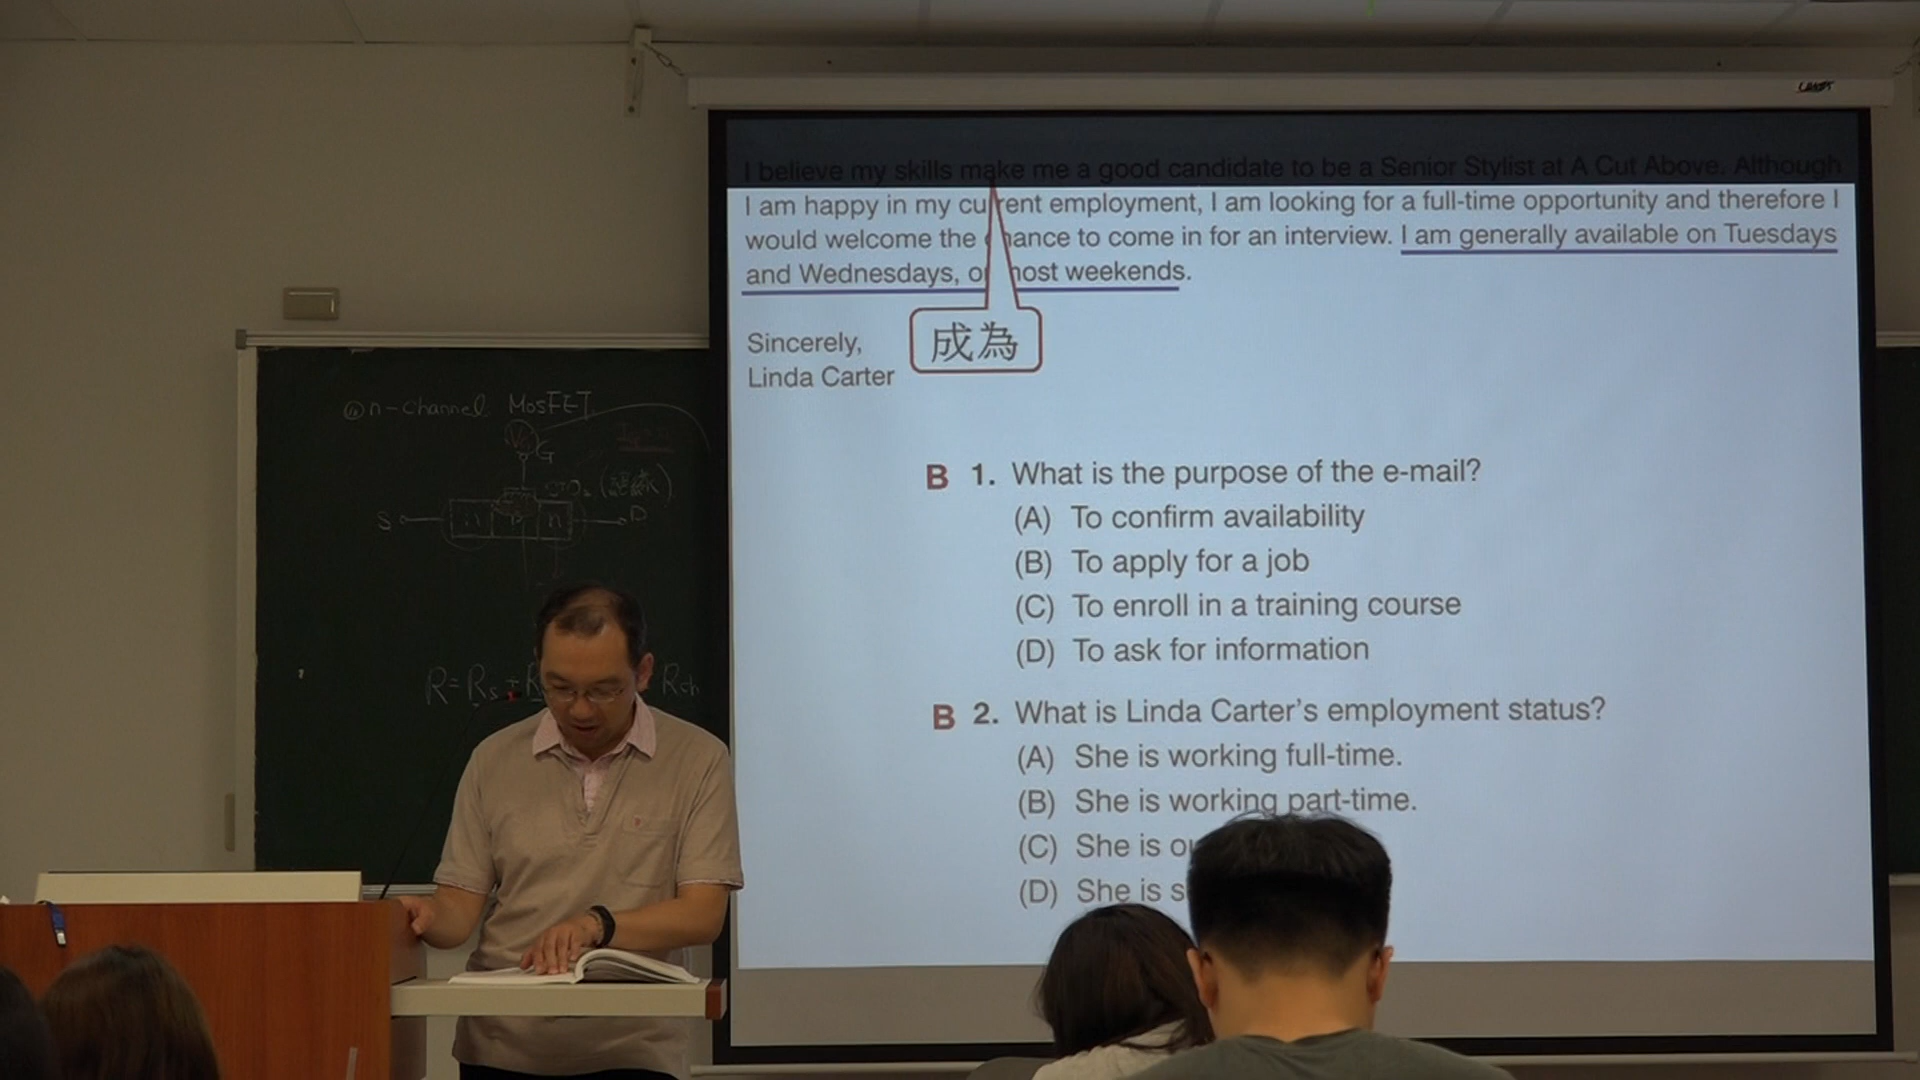 I believe my skills make me a good candidate to be a Senior Stylist at A Cut Above. Although
I am happy in my current employment, I am looking for a full-time opportunity and therefore I
would welcome the chance to come in for an interview. I am generally available on Tuesdays
and Wednesdays, or most weekends.
成為
Sincerely,
Linda Carter
B 1. What is the purpose of the e-mail?
(A) To confirm availability
(B) To apply for a job
(C) To enroll in a training course
(D) To ask for information
B 2. What is Linda Carter's employment status?
(A) She is working full-time.
(B) She is working part-time.
(C) She is
(D) She is
n-channel MosFET
G
S
n
D
R=Rs+R
Rch